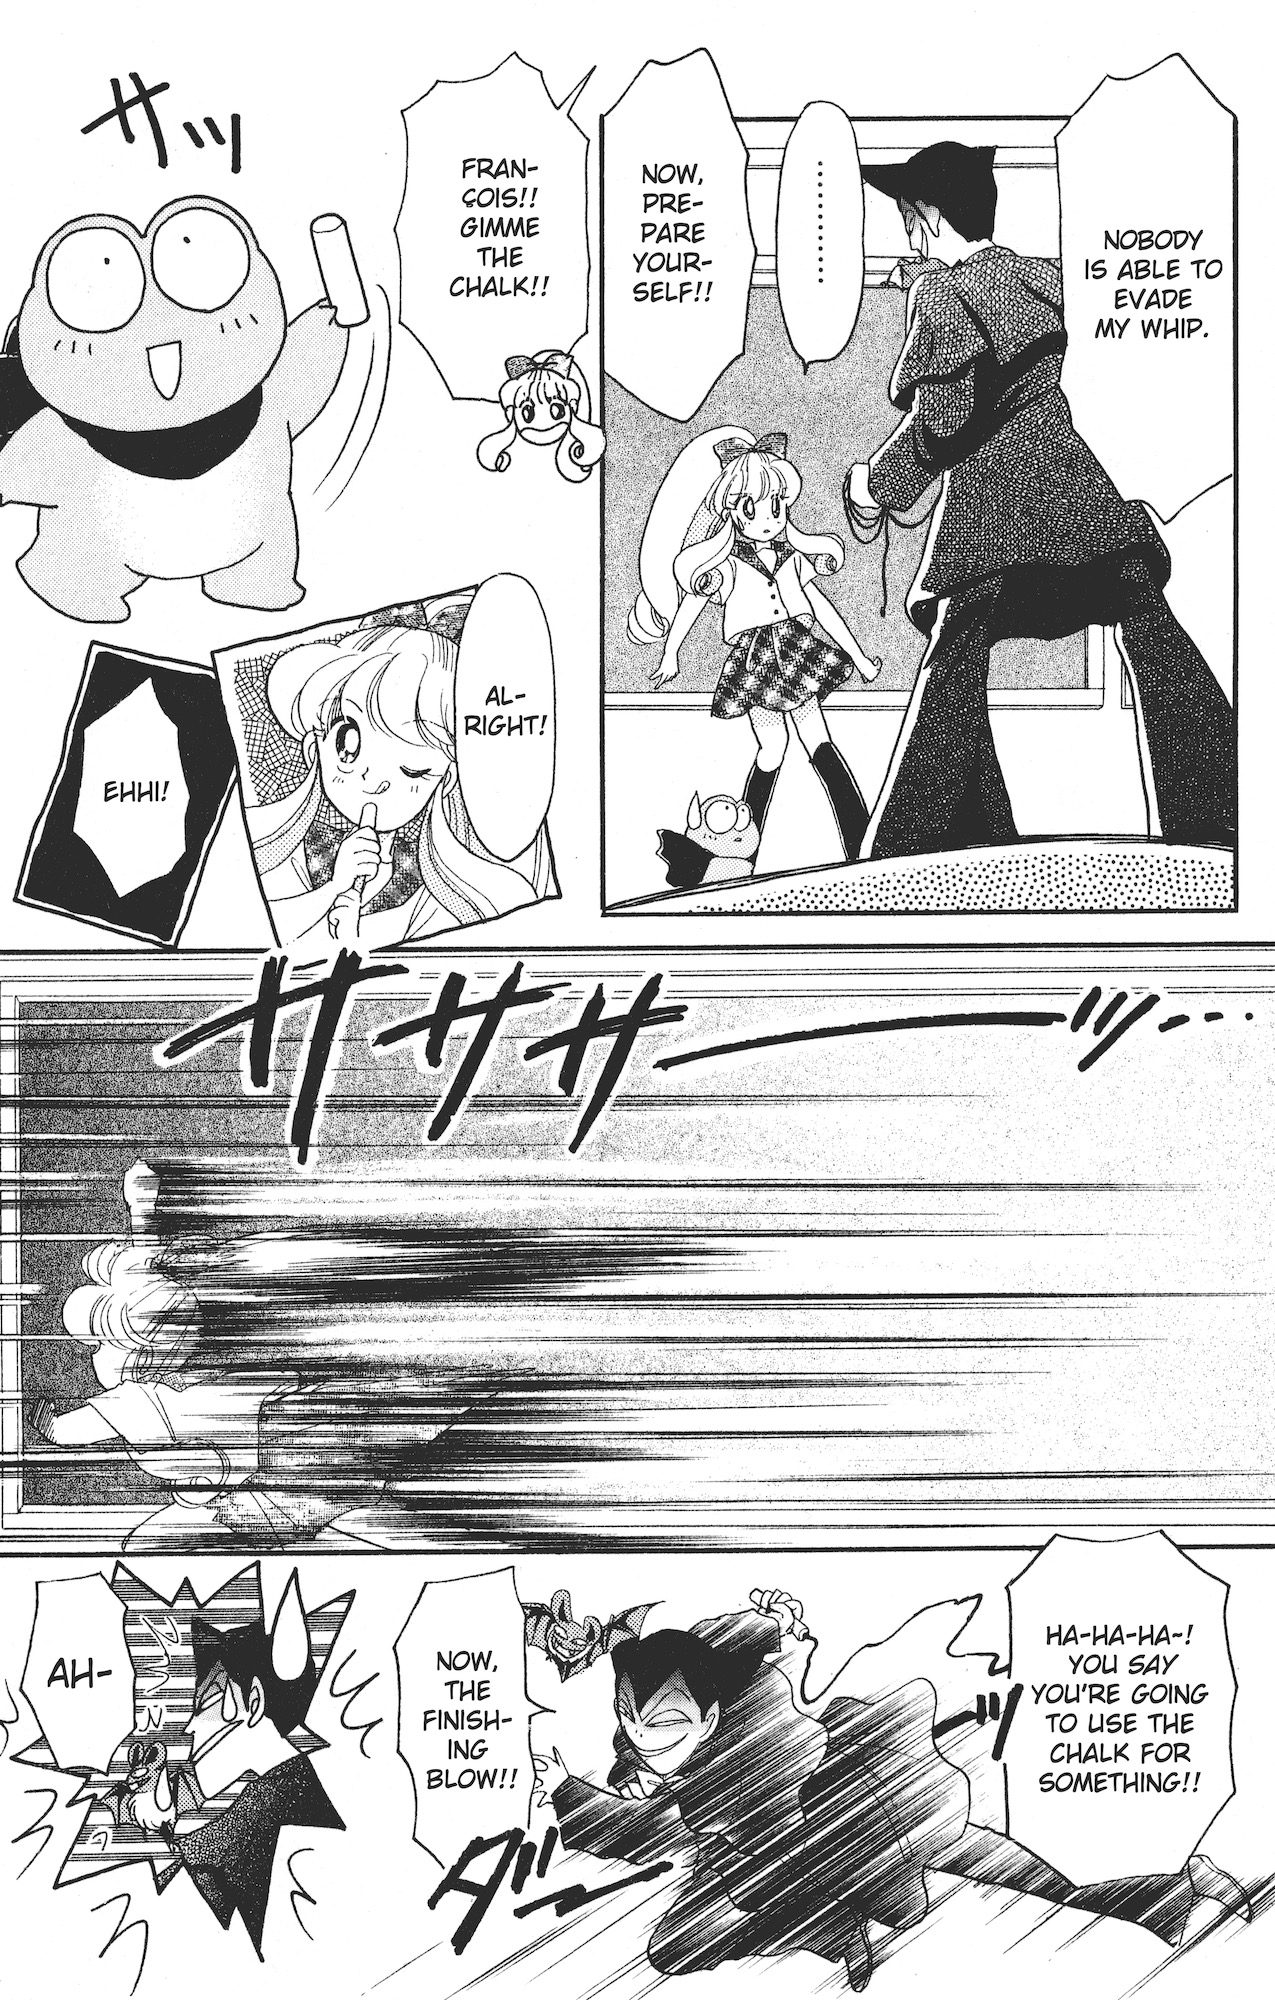 NOBODY
IS ABLE TO
EVADE
MY WHIP.
..........
NOW,
PRE-
PARE
YOUR-
SELF!!
FRAN-
ÇOIS!!
GIMME
THE
CHALK!!
サッ
AL-
RIGHT!
EHHI!
ササササーッ...
HA-HA-HA~!
YOU SAY
YOU'RE GOING
TO USE THE
CHALK FOR
SOMETHING!!
ーッ
NOW,
THE
FINISH-
ING
BLOW!!
ダッ
AH-